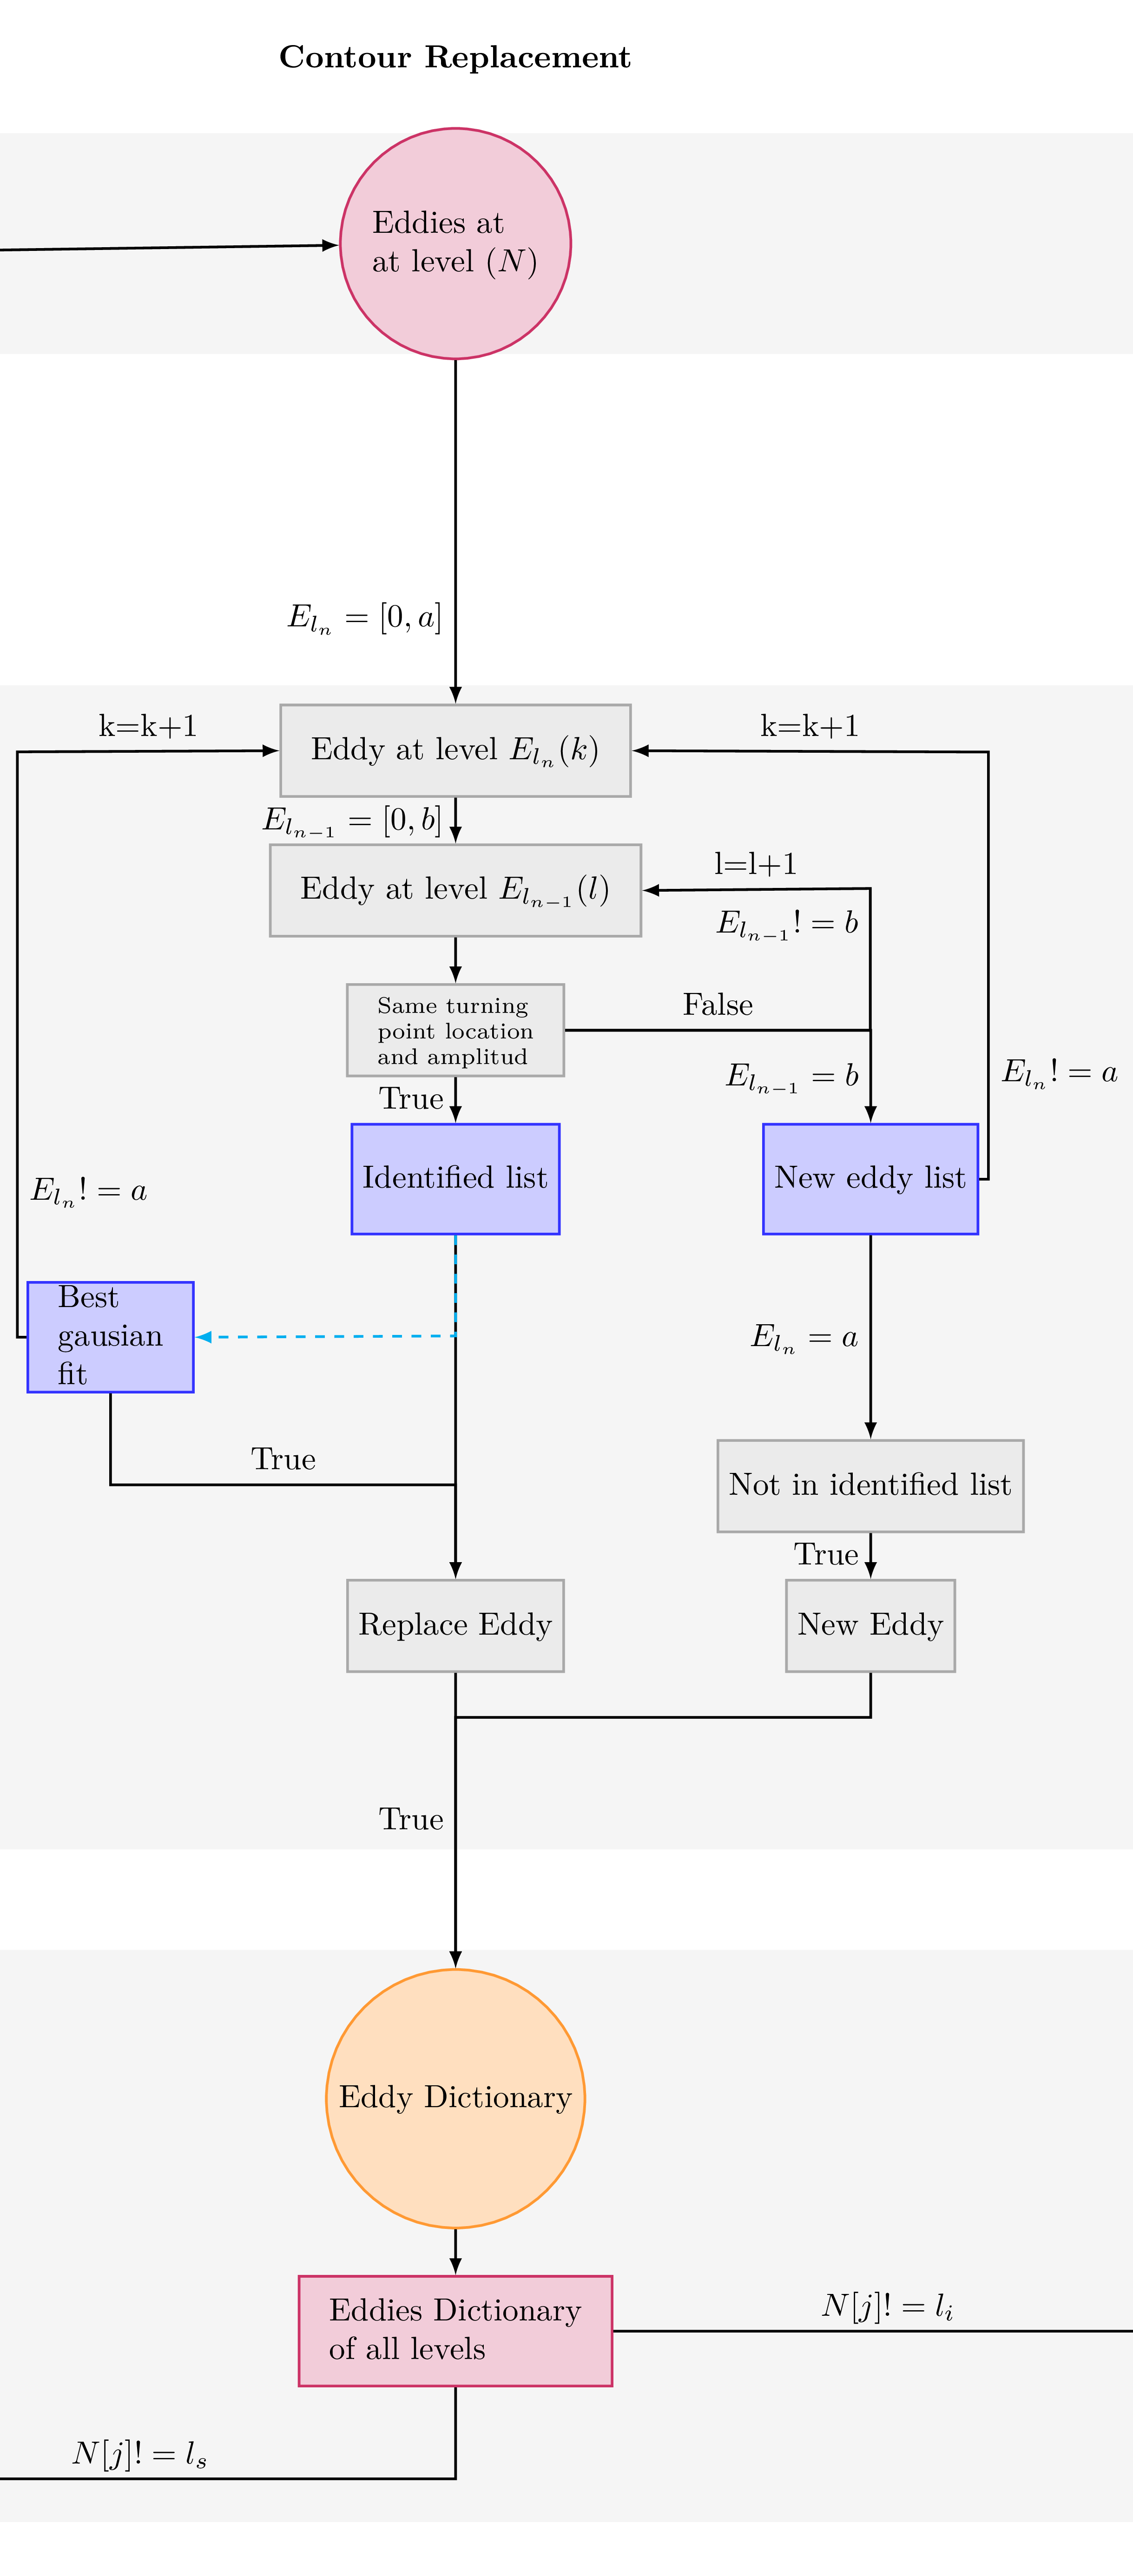 Contour Replacement
Eddies at
at level (N)
E_{l_n} = [0, a]
k=k+1
k=k+1
Eddy at level E_{l_n}(k)
E_{l_{n-1}} = [0, b]
l=l+1
Eddy at level E_{l_{n-1}}(l)
E_{l_{n-1}}! = b
False
Same turning
point location
and amplitud
E_{l_{n-1}} = b
E_{l_n}! = a
True
Identified list
New eddy list
E_{l_n}! = a
Best
gausian
fit
E_{l_n} = a
True
Not in identified list
True
Replace Eddy
New Eddy
True
Eddy Dictionary
Eddies Dictionary
of all levels
N[j]! = l_i
N[j]! = l_s